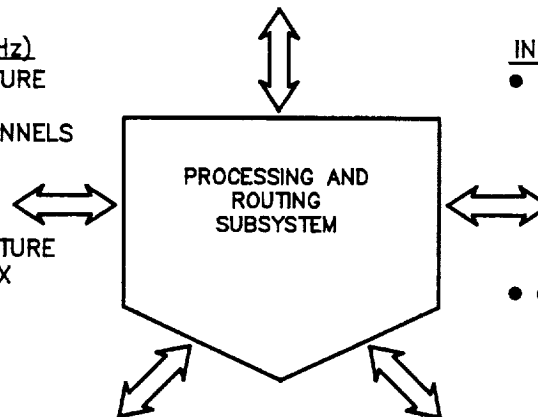 Hz)
TURE
NNELS
TURE
X
PROCESSING AND
ROUTING
SUBSYSTEM
IN
●
●